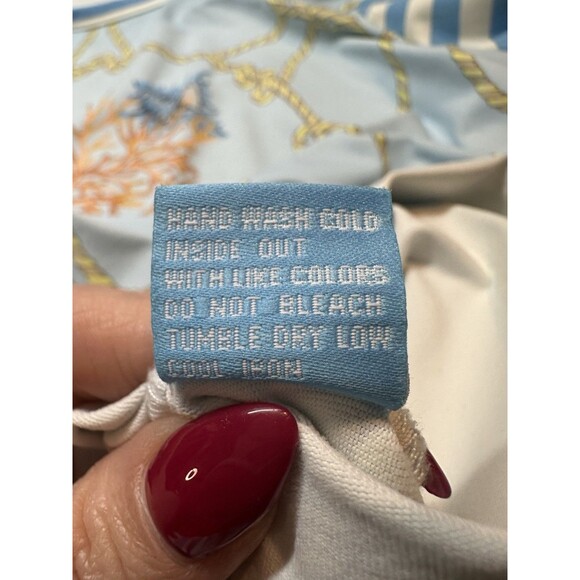 HAND WASH COLD
INSIDE OUT
WITH LIKE COLORS
DO NOT BLEACH
TUMBLE DRY LOW
COOL IRON